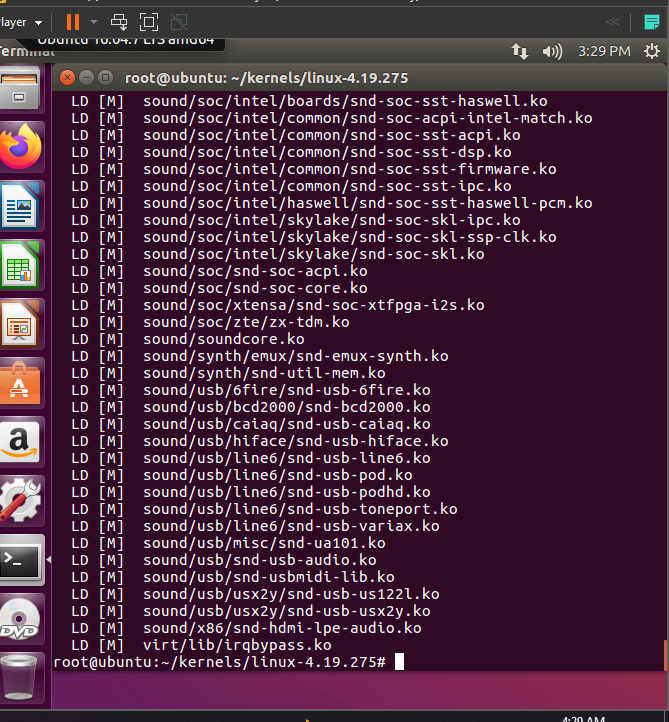 Player
Ubuntu 16.04.7 LTS amd64
Terminal
3:29 PM
root@ubuntu: ~/kernels/linux-4.19.275
LD [M]  sound/soc/intel/boards/snd-soc-sst-haswell.ko
LD [M]  sound/soc/intel/common/snd-soc-acpi-intel-match.ko
LD [M]  sound/soc/intel/common/snd-soc-sst-acpi.ko
LD [M]  sound/soc/intel/common/snd-soc-sst-dsp.ko
LD [M]  sound/soc/intel/common/snd-soc-sst-firmware.ko
LD [M]  sound/soc/intel/common/snd-soc-sst-ipc.ko
LD [M]  sound/soc/intel/haswell/snd-soc-sst-haswell-pcm.ko
LD [M]  sound/soc/intel/skylake/snd-soc-skl-ipc.ko
LD [M]  sound/soc/intel/skylake/snd-soc-skl-ssp-clk.ko
LD [M]  sound/soc/intel/skylake/snd-soc-skl.ko
LD [M]  sound/soc/snd-soc-acpi.ko
LD [M]  sound/soc/snd-soc-core.ko
LD [M]  sound/soc/xtensa/snd-soc-xtfpga-i2s.ko
LD [M]  sound/soc/zte/zx-tdm.ko
LD [M]  sound/soundcore.ko
LD [M]  sound/synth/emux/snd-emux-synth.ko
LD [M]  sound/synth/snd-util-mem.ko
LD [M]  sound/usb/6fire/snd-usb-6fire.ko
LD [M]  sound/usb/bcd2000/snd-bcd2000.ko
LD [M]  sound/usb/caiaq/snd-usb-caiaq.ko
LD [M]  sound/usb/hiface/snd-usb-hiface.ko
LD [M]  sound/usb/line6/snd-usb-line6.ko
LD [M]  sound/usb/line6/snd-usb-pod.ko
LD [M]  sound/usb/line6/snd-usb-podhd.ko
LD [M]  sound/usb/line6/snd-usb-toneport.ko
LD [M]  sound/usb/line6/snd-usb-variax.ko
LD [M]  sound/usb/misc/snd-ua101.ko
LD [M]  sound/usb/snd-usb-audio.ko
LD [M]  sound/usb/snd-usbmidi-lib.ko
LD [M]  sound/usb/usx2y/snd-usb-us122l.ko
LD [M]  sound/usb/usx2y/snd-usb-usx2y.ko
LD [M]  sound/x86/snd-hdmi-lpe-audio.ko
LD [M]  virt/lib/irqbypass.ko
root@ubuntu:~/kernels/linux-4.19.275#
DVD
4:29 AM